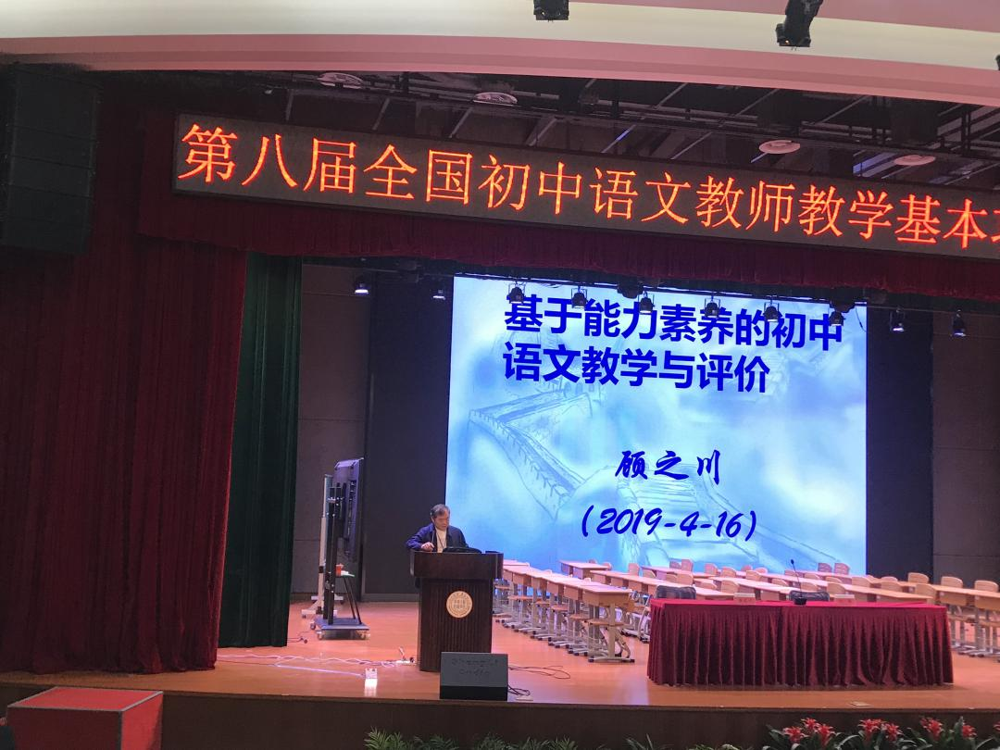 第八届全国初中语文教师教学基本
基于能力素养的初中
语文教学与评价
顾之川
(2019-4-16)